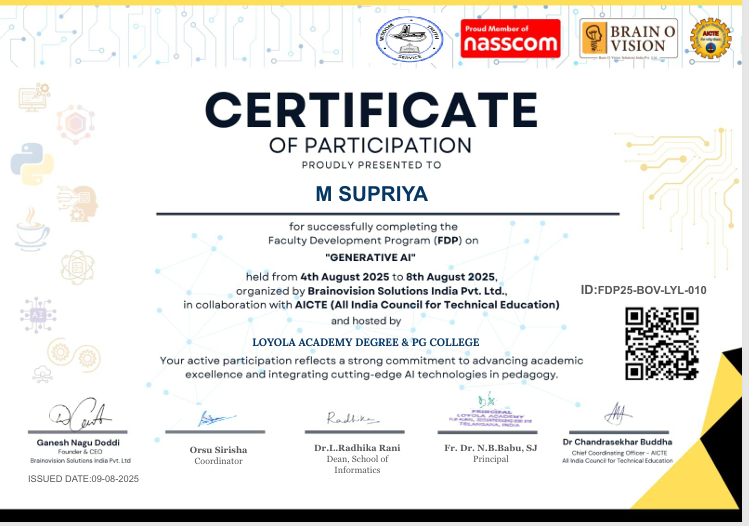 WISDOM TRUTH
SERVICE
Proud Member of
nasscom
BRAIN O
VISION
AICTE
CERTIFICATE
OF PARTICIPATION
PROUDLY PRESENTED TO
M SUPRIYA
for successfully completing the
Faculty Development Program (FDP) on
"GENERATIVE AI"
held from 4th August 2025 to 8th August 2025,
organized by Brainovision Solutions India Pvt. Ltd.,
in collaboration with AICTE (All India Council for Technical Education)
and hosted by
LOYOLA ACADEMY DEGREE & PG COLLEGE
Your active participation reflects a strong commitment to advancing academic
excellence and integrating cutting-edge AI technologies in pedagogy.
ID:FDP25-BOV-LYL-010
AI
Radhika
PRINCIPAL
LOYOLA ACADEMY
TELANGANA, INDIA
Ganesh Nagu Doddi
Founder & CEO
Brainovision Solutions India Pvt. Ltd
Orsu Sirisha
Coordinator
Dr.L.Radhika Rani
Dean, School of
Informatics
Fr. Dr. N.B.Babu, SJ
Principal
Dr Chandrasekhar Buddha
Chief Coordinating Officer - AICTE
All India Council for Technical Education
ISSUED DATE:09-08-2025